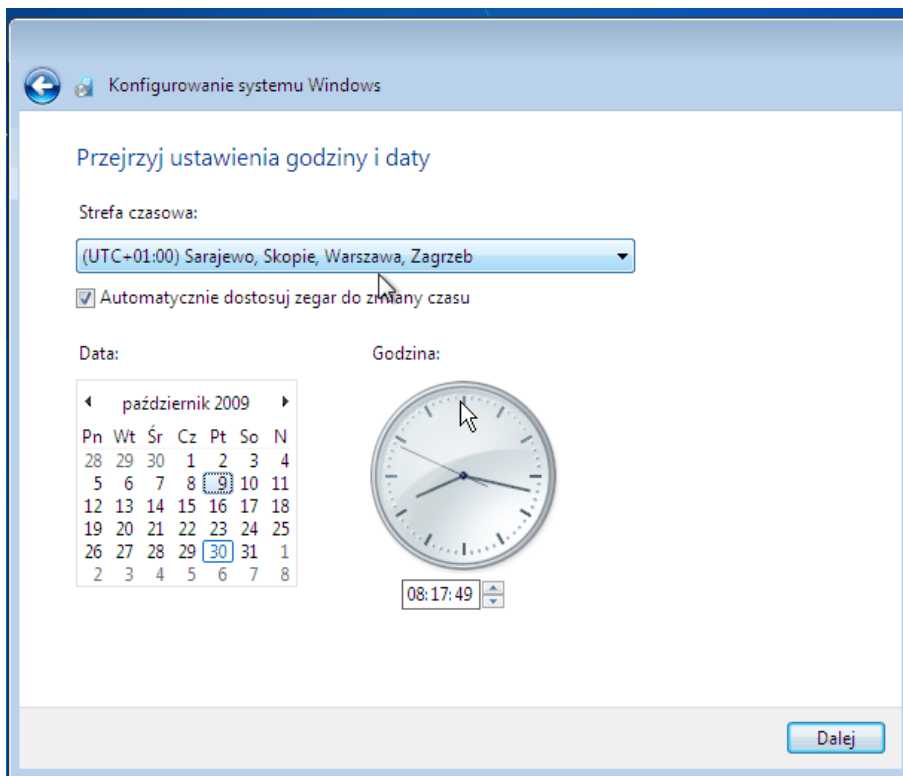 Konfigurowanie systemu Windows
Przejrzyj ustawienia godziny i daty
Strefa czasowa:
(UTC+01:00) Sarajewo, Skopie, Warszawa, Zagrzeb
Automatycznie dostosuj zegar do zmiany czasu
Data:
Godzina:
październik 2009
Pn Wt Śr Cz Pt So N
28 29 30 1 2 3 4
5 6 7 8 9 10 11
12 13 14 15 16 17 18
19 20 21 22 23 24 25
26 27 28 29 30 31 1
2 3 4 5 6 7 8
08:17:49
Dalej